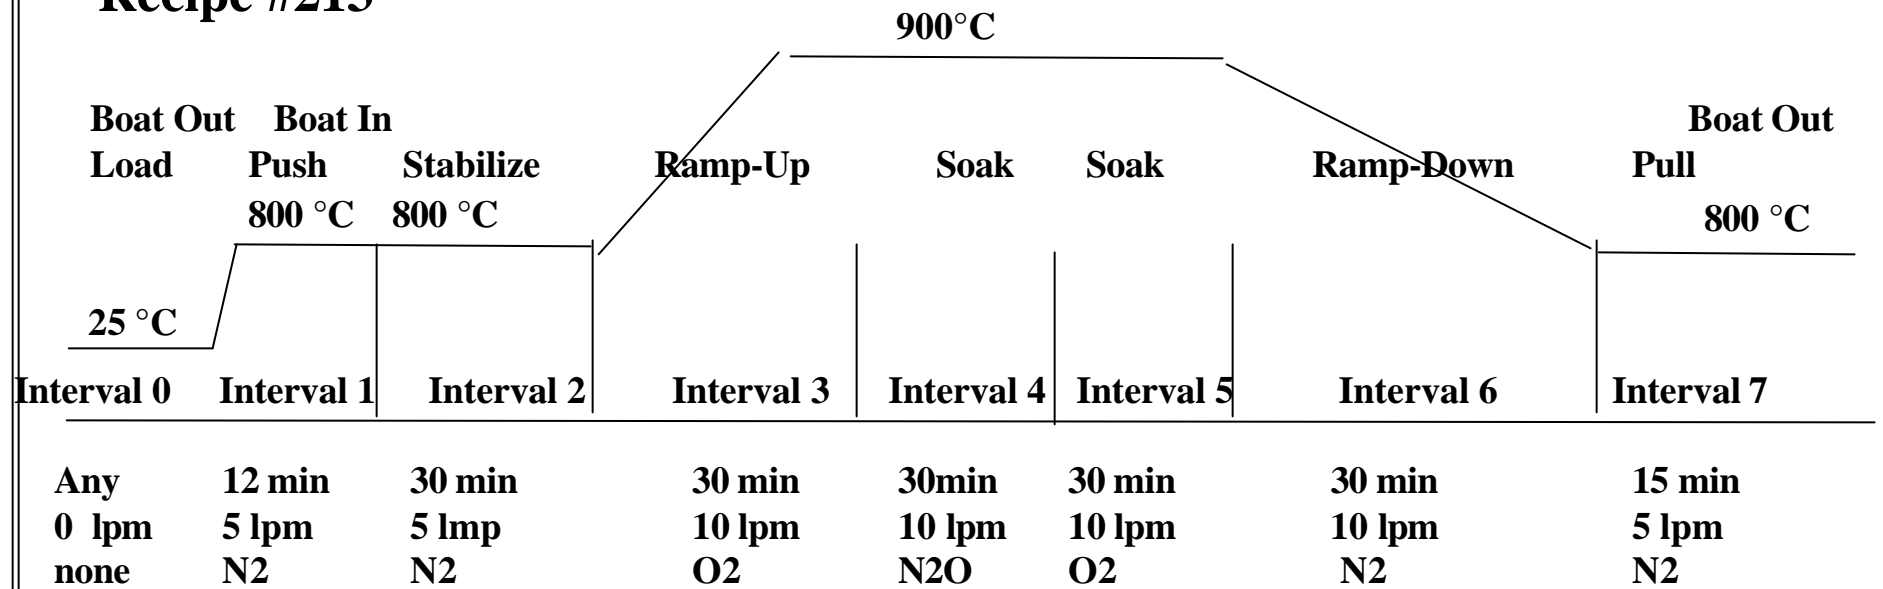 Recipe #213
900°C
Boat Out Boat In Boat Out
Load Push Stabilize Ramp-Up Soak Soak Ramp-Down Pull
800 °C 800 °C 800 °C
25 °C
Interval 0 Interval 1 Interval 2 Interval 3 Interval 4 Interval 5 Interval 6 Interval 7
Any 12 min 30 min 30 min 30min 30 min 30 min 15 min
0 lpm 5 lpm 5 lmp 10 lpm 10 lpm 10 lpm 10 lpm 5 lpm
none N2 N2 O2 N2O O2 N2 N2